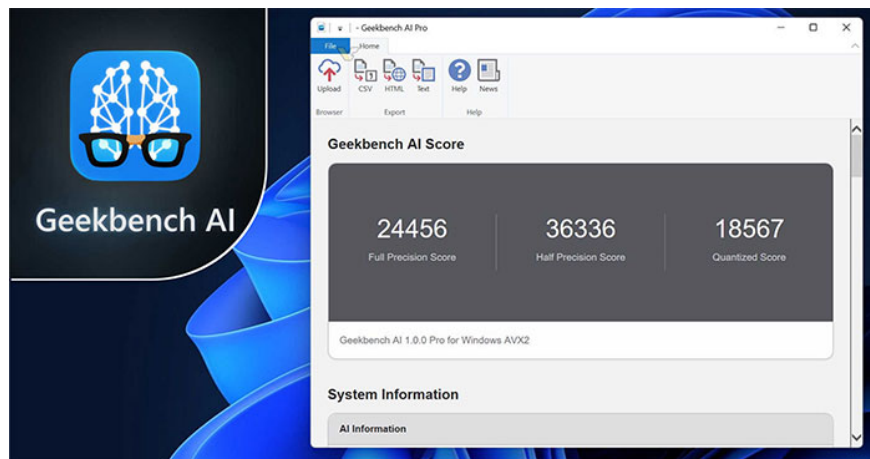 Geekbench AI
- Geekbench AI Pro
File Home
Upload CSV HTML Text Help News
Browser Export Help
Geekbench AI Score
24456 36336 18567
Full Precision Score Half Precision Score Quantized Score
Geekbench AI 1.0.0 Pro for Windows AVX2
System Information
AI Information